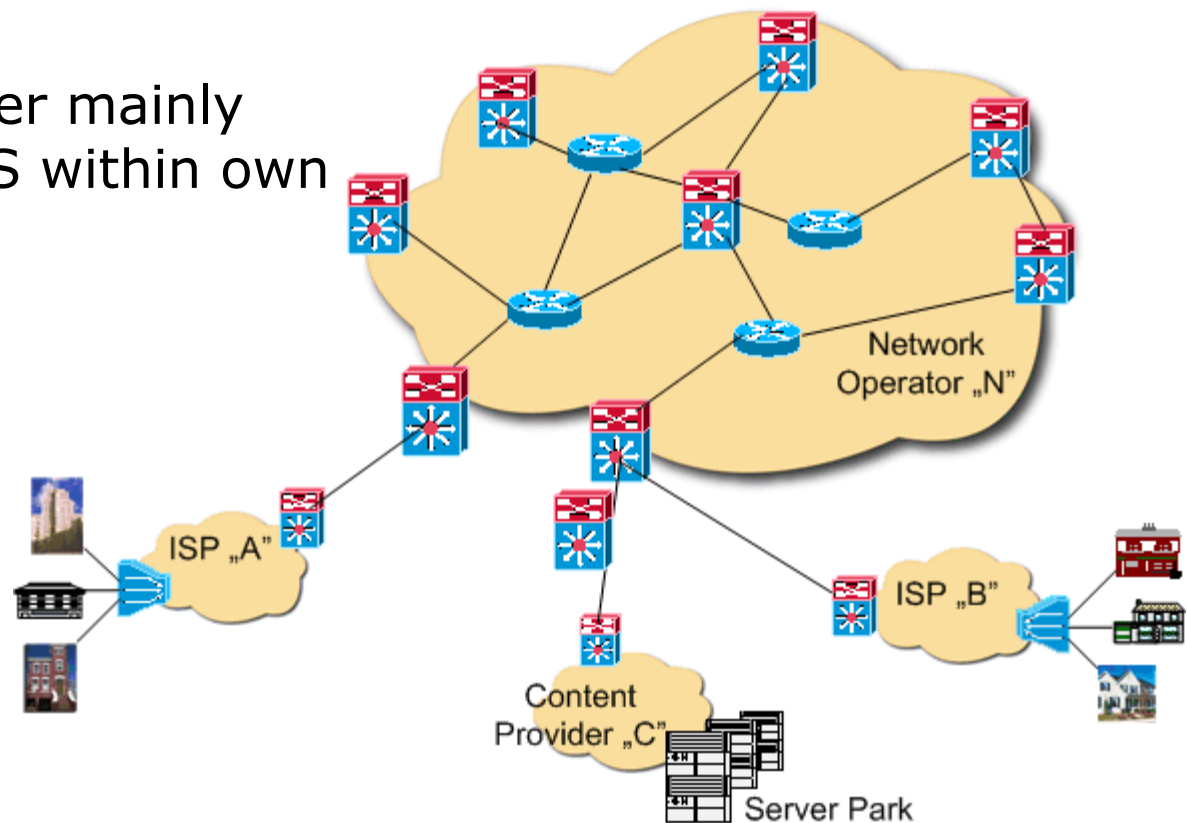 er mainly
S within own
Network
Operator „N”
ISP „A”
ISP „B”
Content
Provider „C”
Server Park